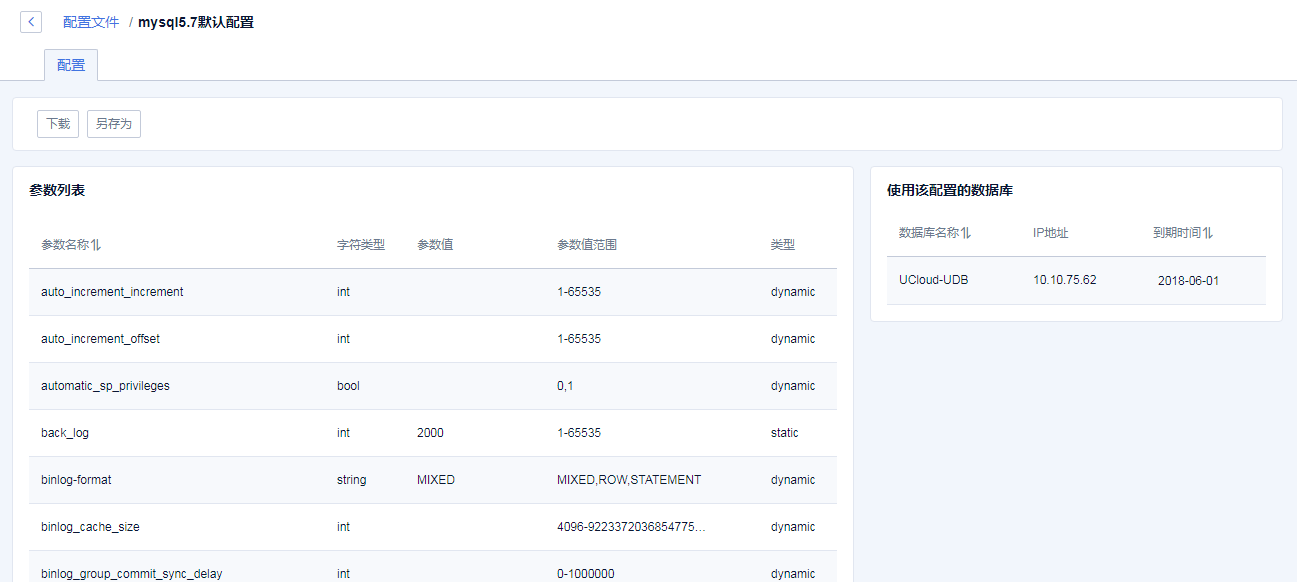 配置文件 / mysql5.7默认配置
配置
下载 另存为
参数列表
参数名称 字符类型 参数值 参数值范围 类型
auto_increment_increment int 1-65535 dynamic
auto_increment_offset int 1-65535 dynamic
automatic_sp_privileges bool 0,1 dynamic
back_log int 2000 1-65535 static
binlog-format string MIXED MIXED,ROW,STATEMENT dynamic
binlog_cache_size int 4096-9223372036854775... dynamic
binlog_group_commit_sync_delay int 0-1000000 dynamic
使用该配置的数据库
数据库名称 IP地址 到期时间
UCloud-UDB 10.10.75.62 2018-06-01